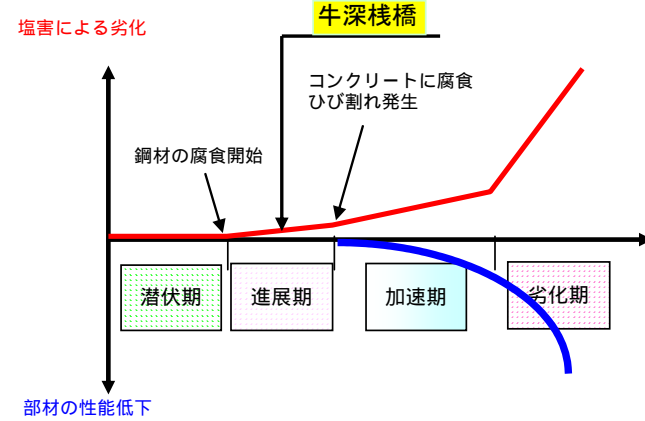 牛深桟橋
塩害による劣化
コンクリートに腐食
ひび割れ発生
鋼材の腐食開始
潜伏期
進展期
加速期
劣化期
部材の性能低下